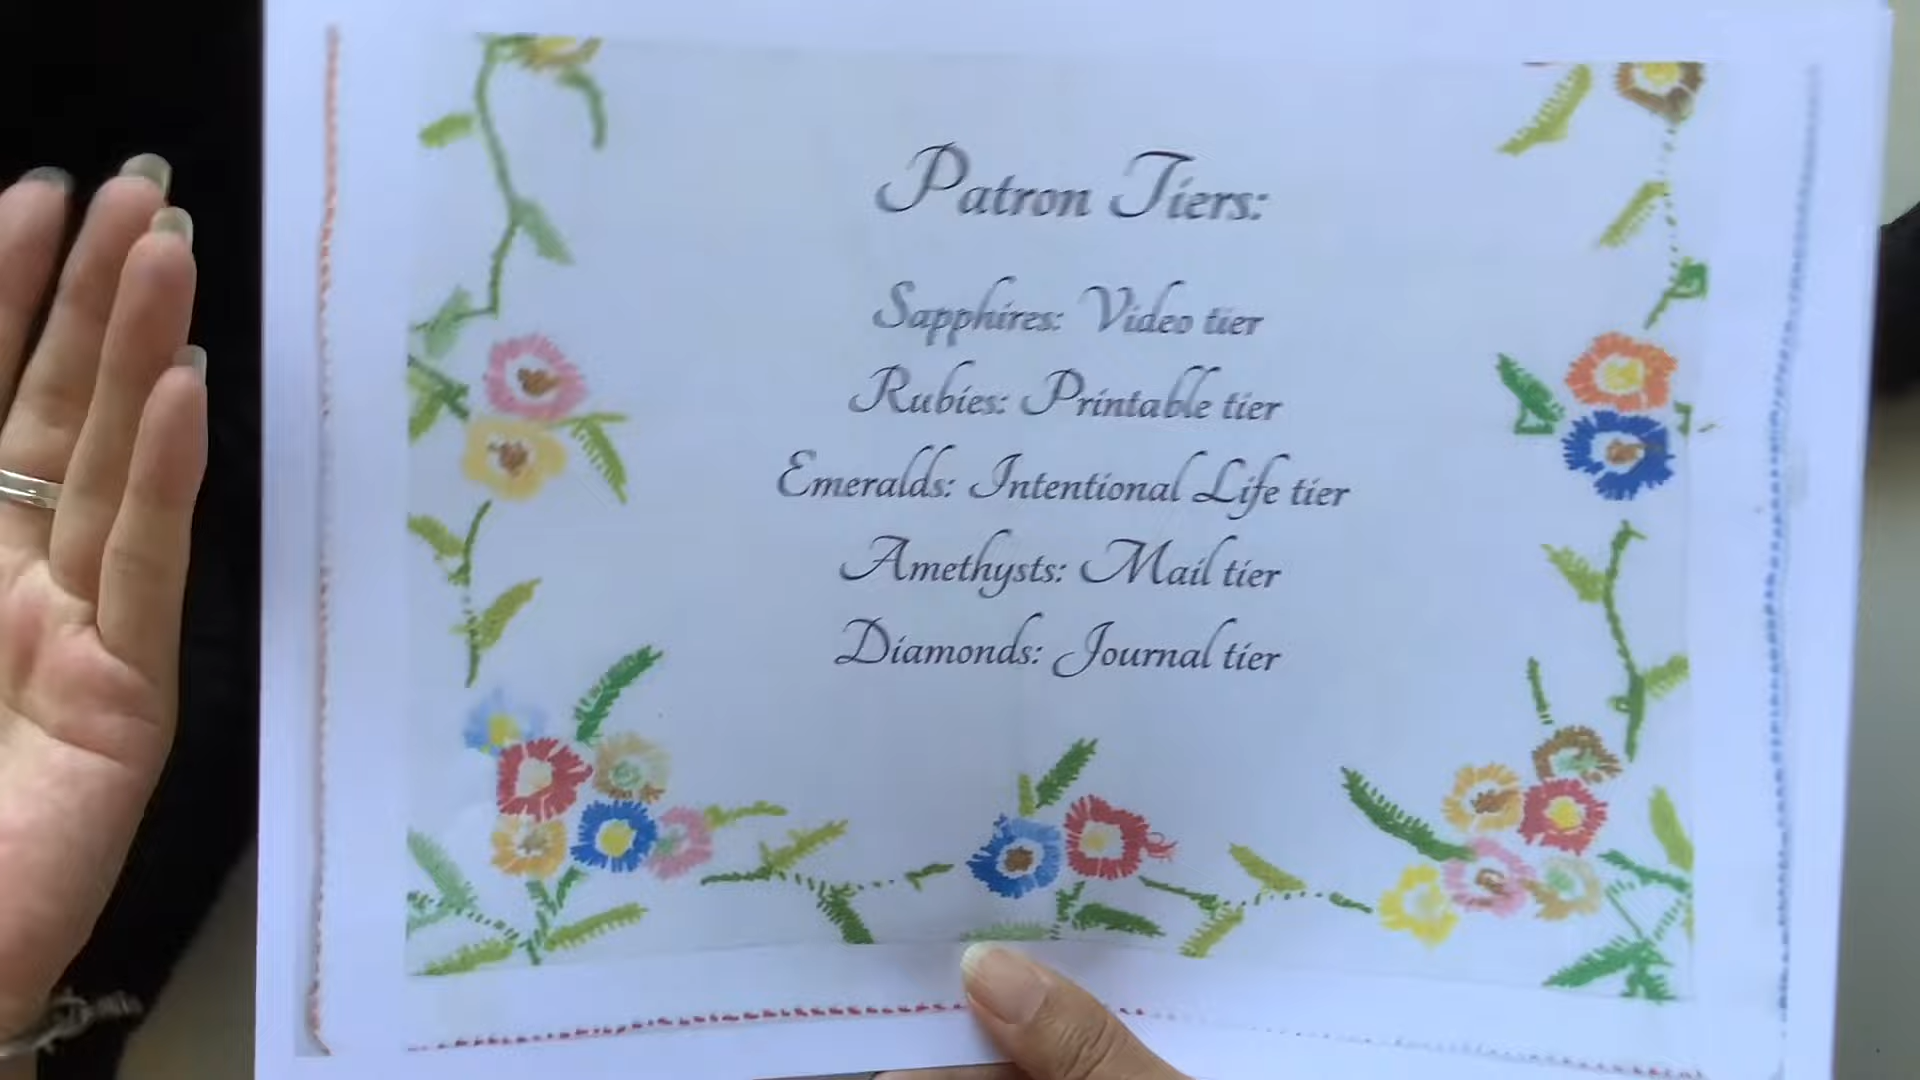 Patron Tiers:
Sapphires: Video tier
Rubies: Printable tier
Emeralds: Intentional Life tier
Amethysts: Mail tier
Diamonds: Journal tier